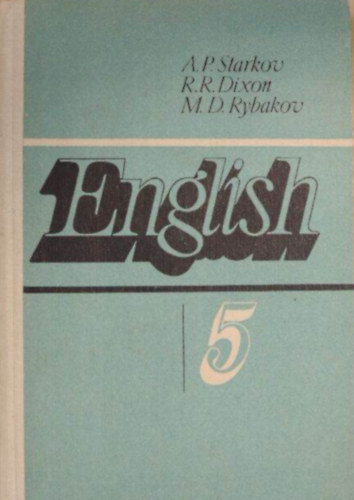 A.P. Starkov
R.R. Dixon
M.D. Rybakov
English
5